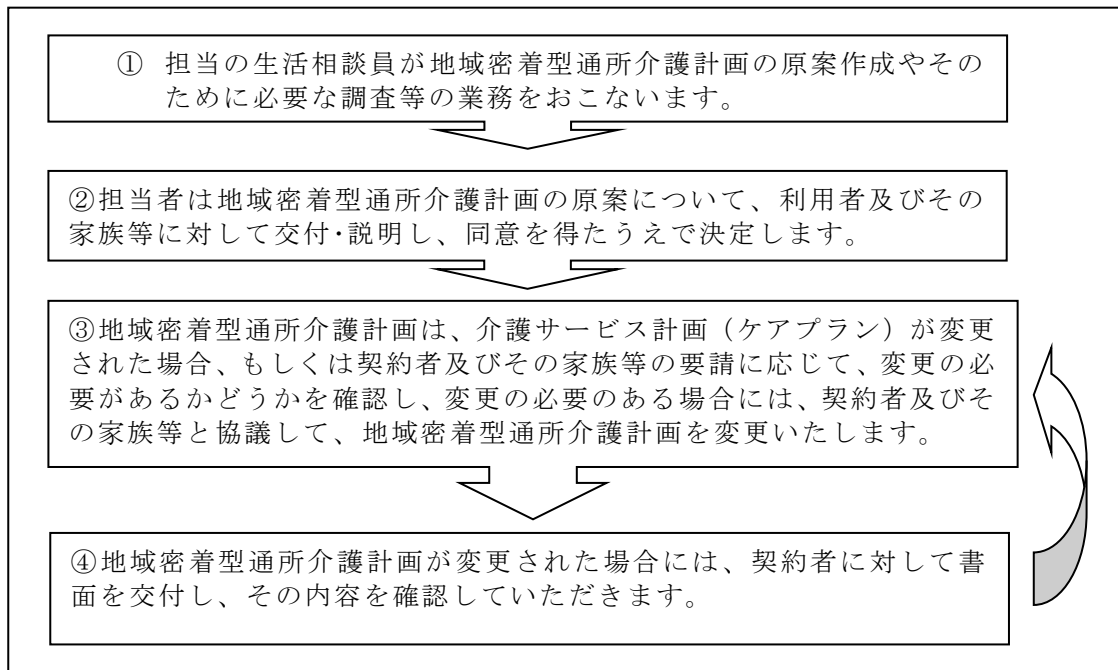 ① 担当の生活相談員が地域密着型通所介護計画の原案作成やその
ために必要な調査等の業務をおこないます。
②担当者は地域密着型通所介護計画の原案について、利用者及びその
家族等に対して交付･説明し、同意を得たうえで決定します。
③地域密着型通所介護計画は、介護サービス計画（ケアプラン）が変更
された場合、もしくは契約者及びその家族等の要請に応じて、変更の必
要があるかどうかを確認し、変更の必要のある場合には、契約者及びそ
の家族等と協議して、地域密着型通所介護計画を変更いたします。
④地域密着型通所介護計画が変更された場合には、契約者に対して書
面を交付し、その内容を確認していただきます。